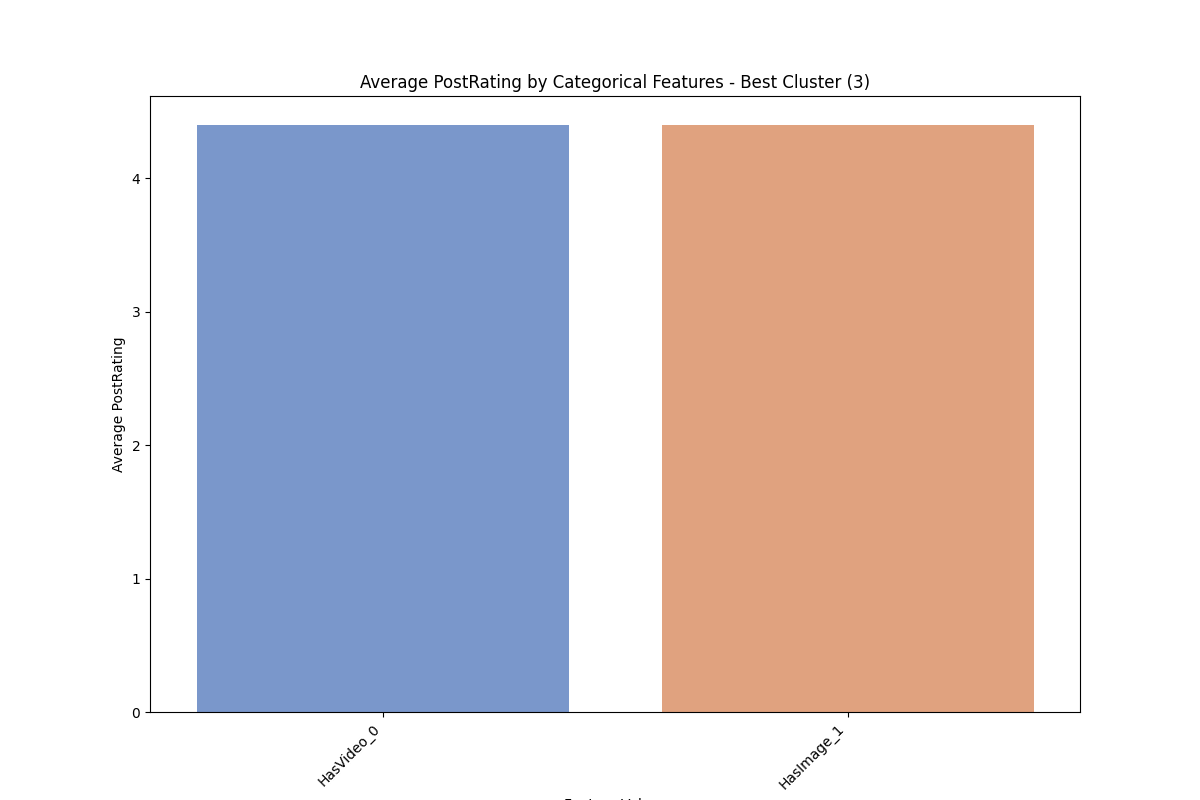 Average PostRating by Categorical Features - Best Cluster (3)
Average PostRating
4
3
2
1
0
HasVideo_0
HasImage_1